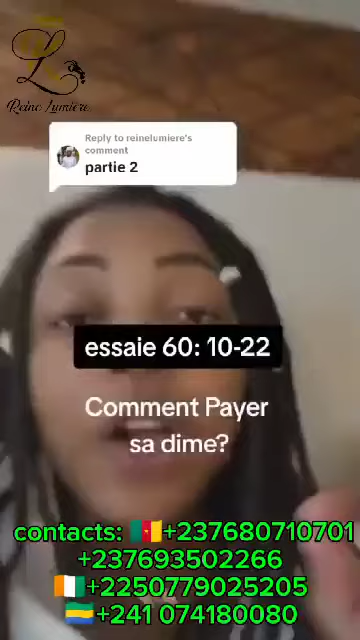 Reine Lumiere
Reply to reinelumiere's
comment
partie 2
essaie 60: 10-22
Comment Payer
sa dime?
contacts: 🇨🇲+237680710701
+237693502266
🇨🇮+2250779025205
🇬🇦+241 074180080